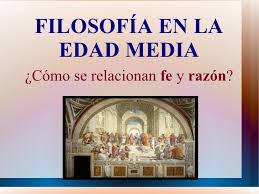 FILOSOFÍA EN LA
EDAD MEDIA
¿Cómo se relacionan fe y razón?